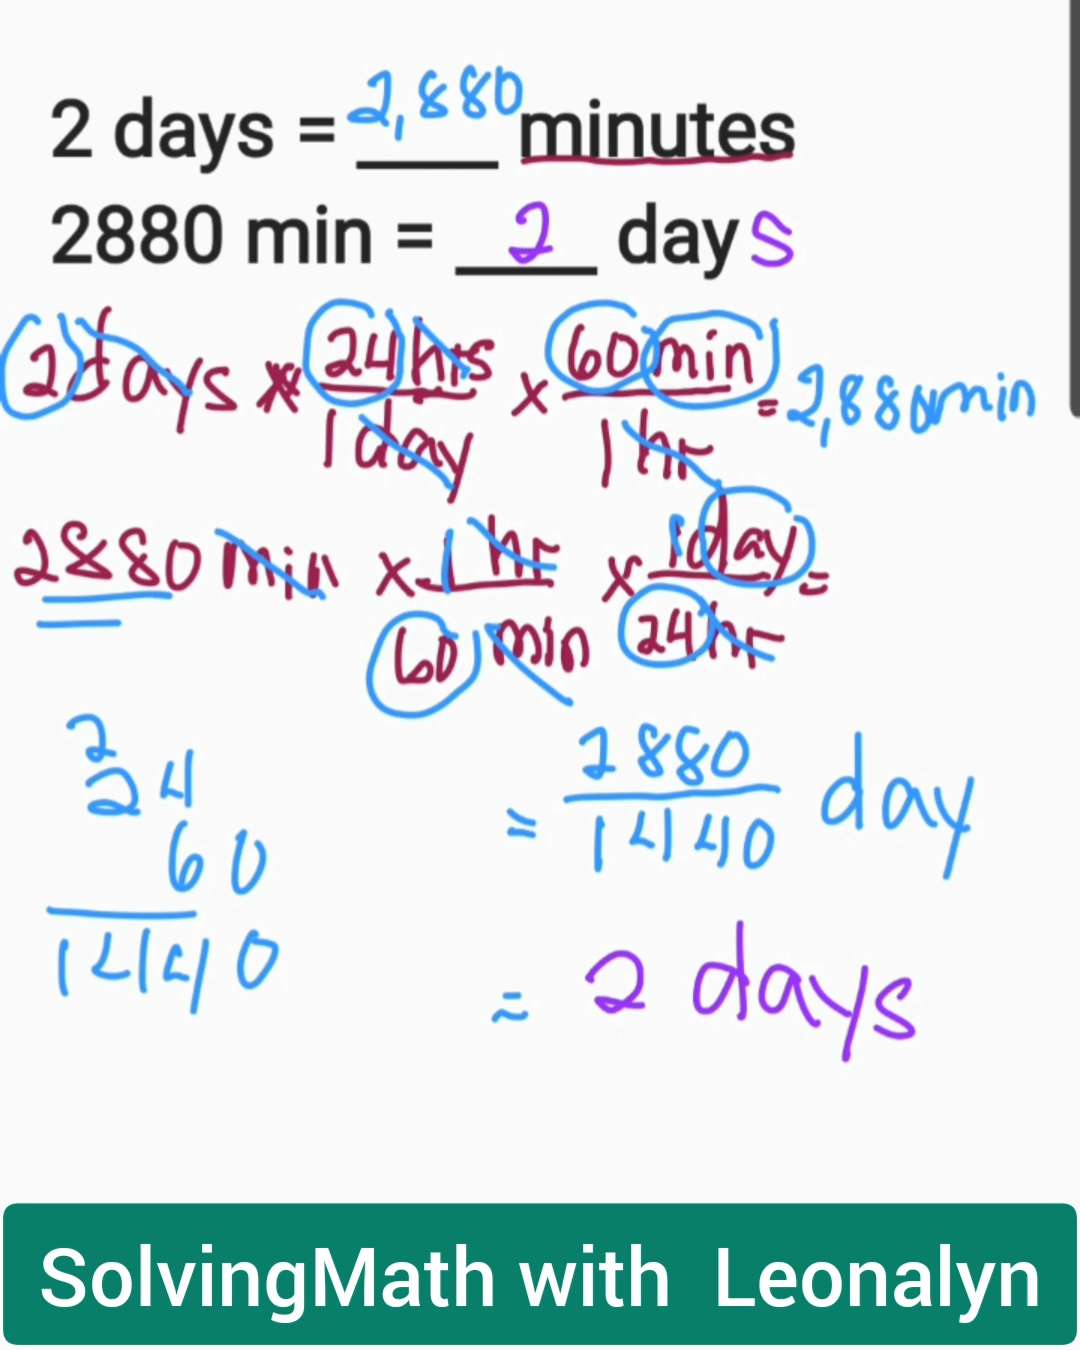 2 days = 2,880 minutes
2880 min = 2 days
2 days x 24 hrs / 1 day x 60 min / 1 hr = 2,880 min
2880 min x 1 hr / 60 min x 1 day / 24 hr =
2
24
60
1440
= 2880 / 1440 day
= 2 days
SolvingMath with Leonalyn